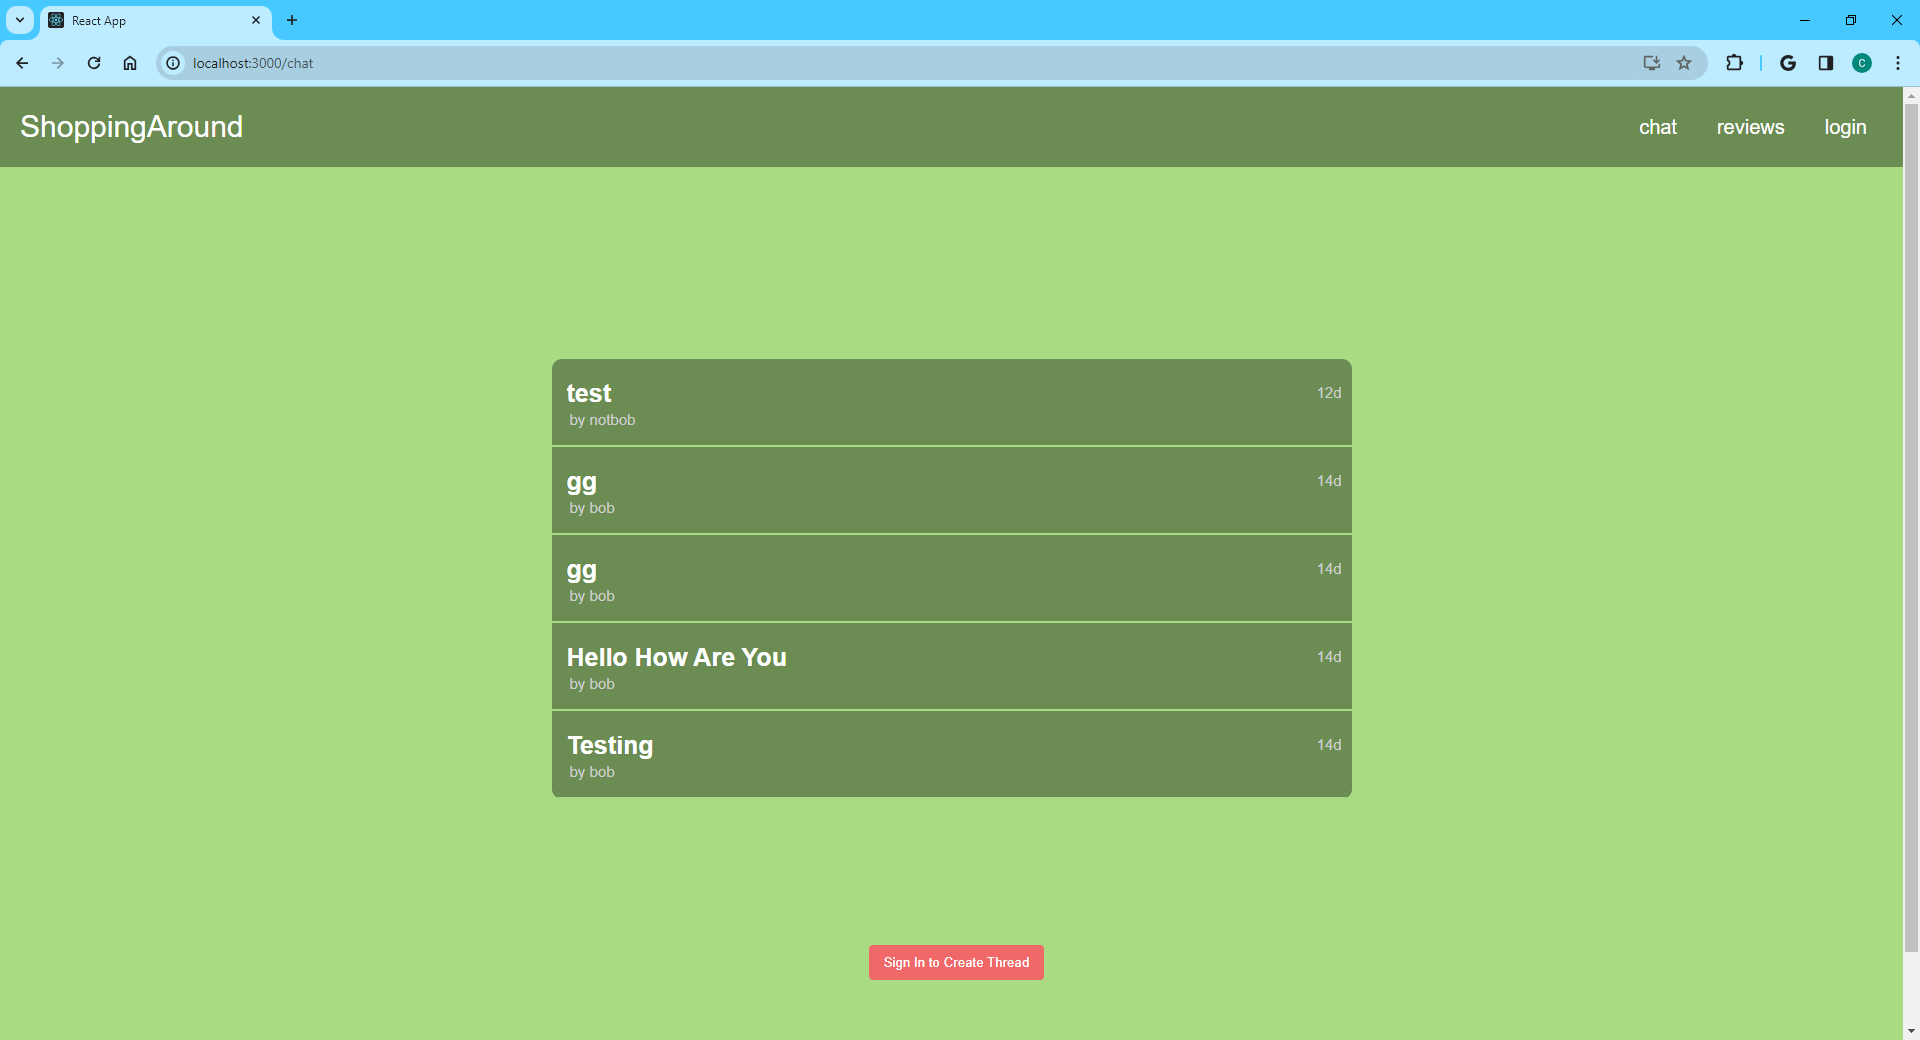 React App
localhost:3000/chat
C
ShoppingAround
chat reviews login
test
12d
by notbob
gg
14d
by bob
gg
14d
by bob
Hello How Are You
14d
by bob
Testing
14d
by bob
Sign In to Create Thread